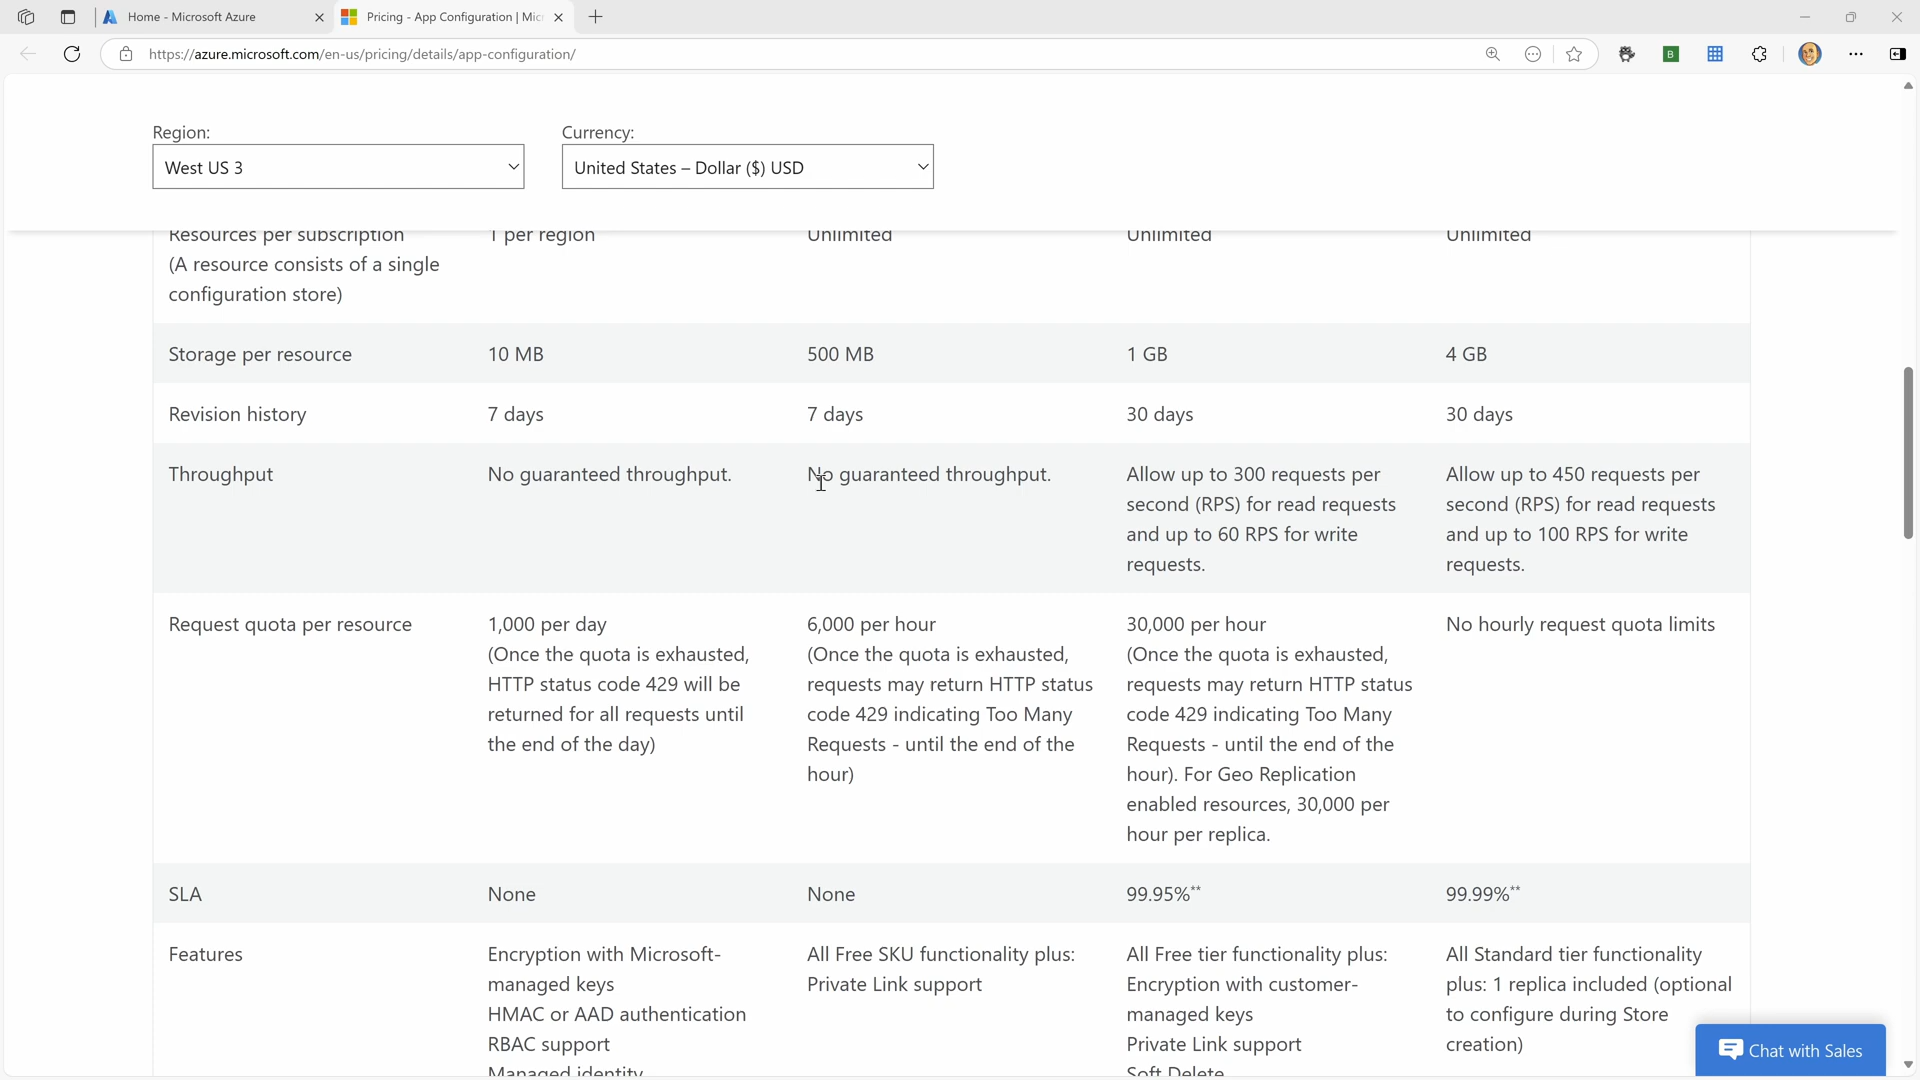 Home - Microsoft Azure
Pricing - App Configuration | Mic
https://azure.microsoft.com/en-us/pricing/details/app-configuration/
B
Region:
Currency:
West US 3
United States – Dollar ($) USD
Resources per subscription
(A resource consists of a single
configuration store)
1 per region
Unlimited
Unlimited
Unlimited
Storage per resource
10 MB
500 MB
1 GB
4 GB
Revision history
7 days
7 days
30 days
30 days
Throughput
No guaranteed throughput.
No guaranteed throughput.
Allow up to 300 requests per
second (RPS) for read requests
and up to 60 RPS for write
requests.
Allow up to 450 requests per
second (RPS) for read requests
and up to 100 RPS for write
requests.
Request quota per resource
1,000 per day
(Once the quota is exhausted,
HTTP status code 429 will be
returned for all requests until
the end of the day)
6,000 per hour
(Once the quota is exhausted,
requests may return HTTP status
code 429 indicating Too Many
Requests - until the end of the
hour)
30,000 per hour
(Once the quota is exhausted,
requests may return HTTP status
code 429 indicating Too Many
Requests - until the end of the
hour). For Geo Replication
enabled resources, 30,000 per
hour per replica.
No hourly request quota limits
SLA
None
None
99.95%**
99.99%**
Features
Encryption with Microsoft-
managed keys
HMAC or AAD authentication
RBAC support
Managed identity
All Free SKU functionality plus:
Private Link support
All Free tier functionality plus:
Encryption with customer-
managed keys
Private Link support
Soft Delete
All Standard tier functionality
plus: 1 replica included (optional
to configure during Store
creation)
Chat with Sales